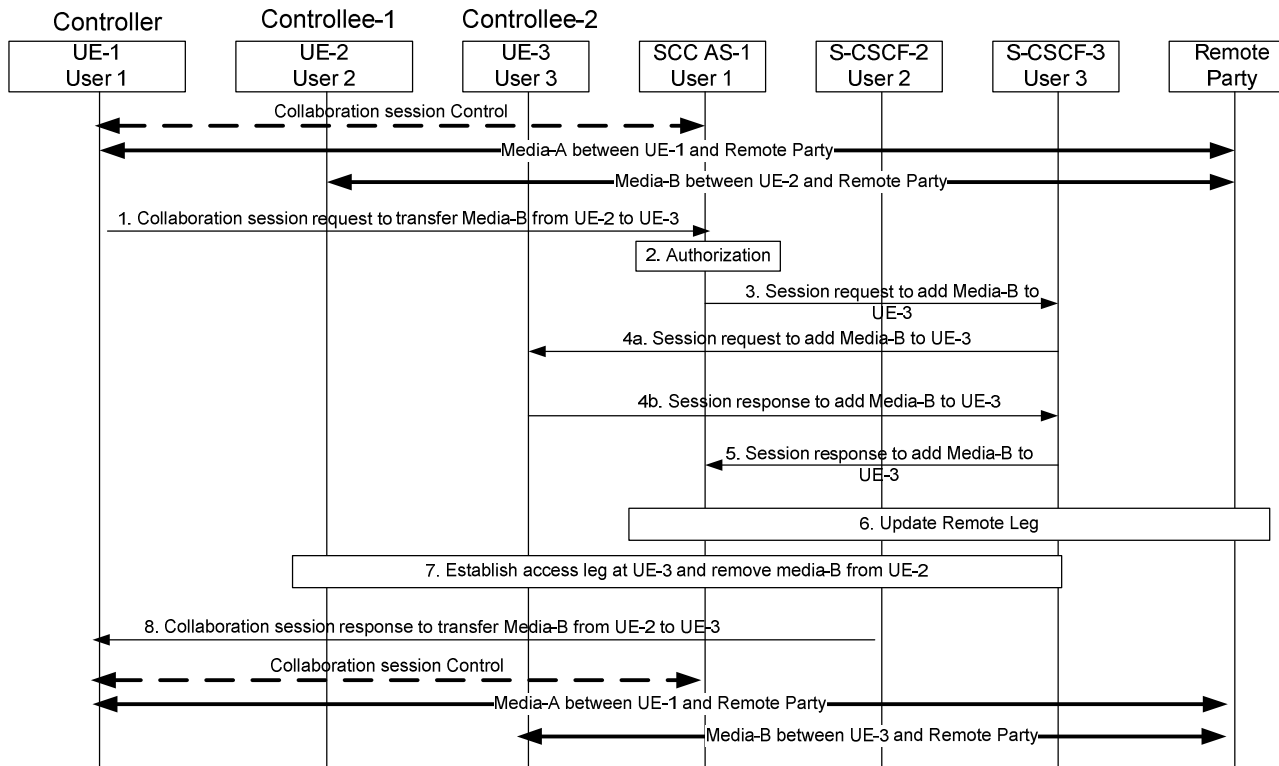 Controller
Controllee-1
Controllee-2
UE-1
User 1
UE-2
User 2
UE-3
User 3
SCC AS-1
User 1
S-CSCF-2
User 2
S-CSCF-3
User 3
Remote
Party
Collaboration session Control
Media-A between UE-1 and Remote Party
Media-B between UE-2 and Remote Party
1. Collaboration session request to transfer Media-B from UE-2 to UE-3
2. Authorization
3. Session request to add Media-B to
UE-3
4a. Session request to add Media-B to UE-3
4b. Session response to add Media-B to UE-3
5. Session response to add Media-B to
UE-3
6. Update Remote Leg
7. Establish access leg at UE-3 and remove media-B from UE-2
8. Collaboration session response to transfer Media-B from UE-2 to UE-3
Collaboration session Control
Media-A between UE-1 and Remote Party
Media-B between UE-3 and Remote Party